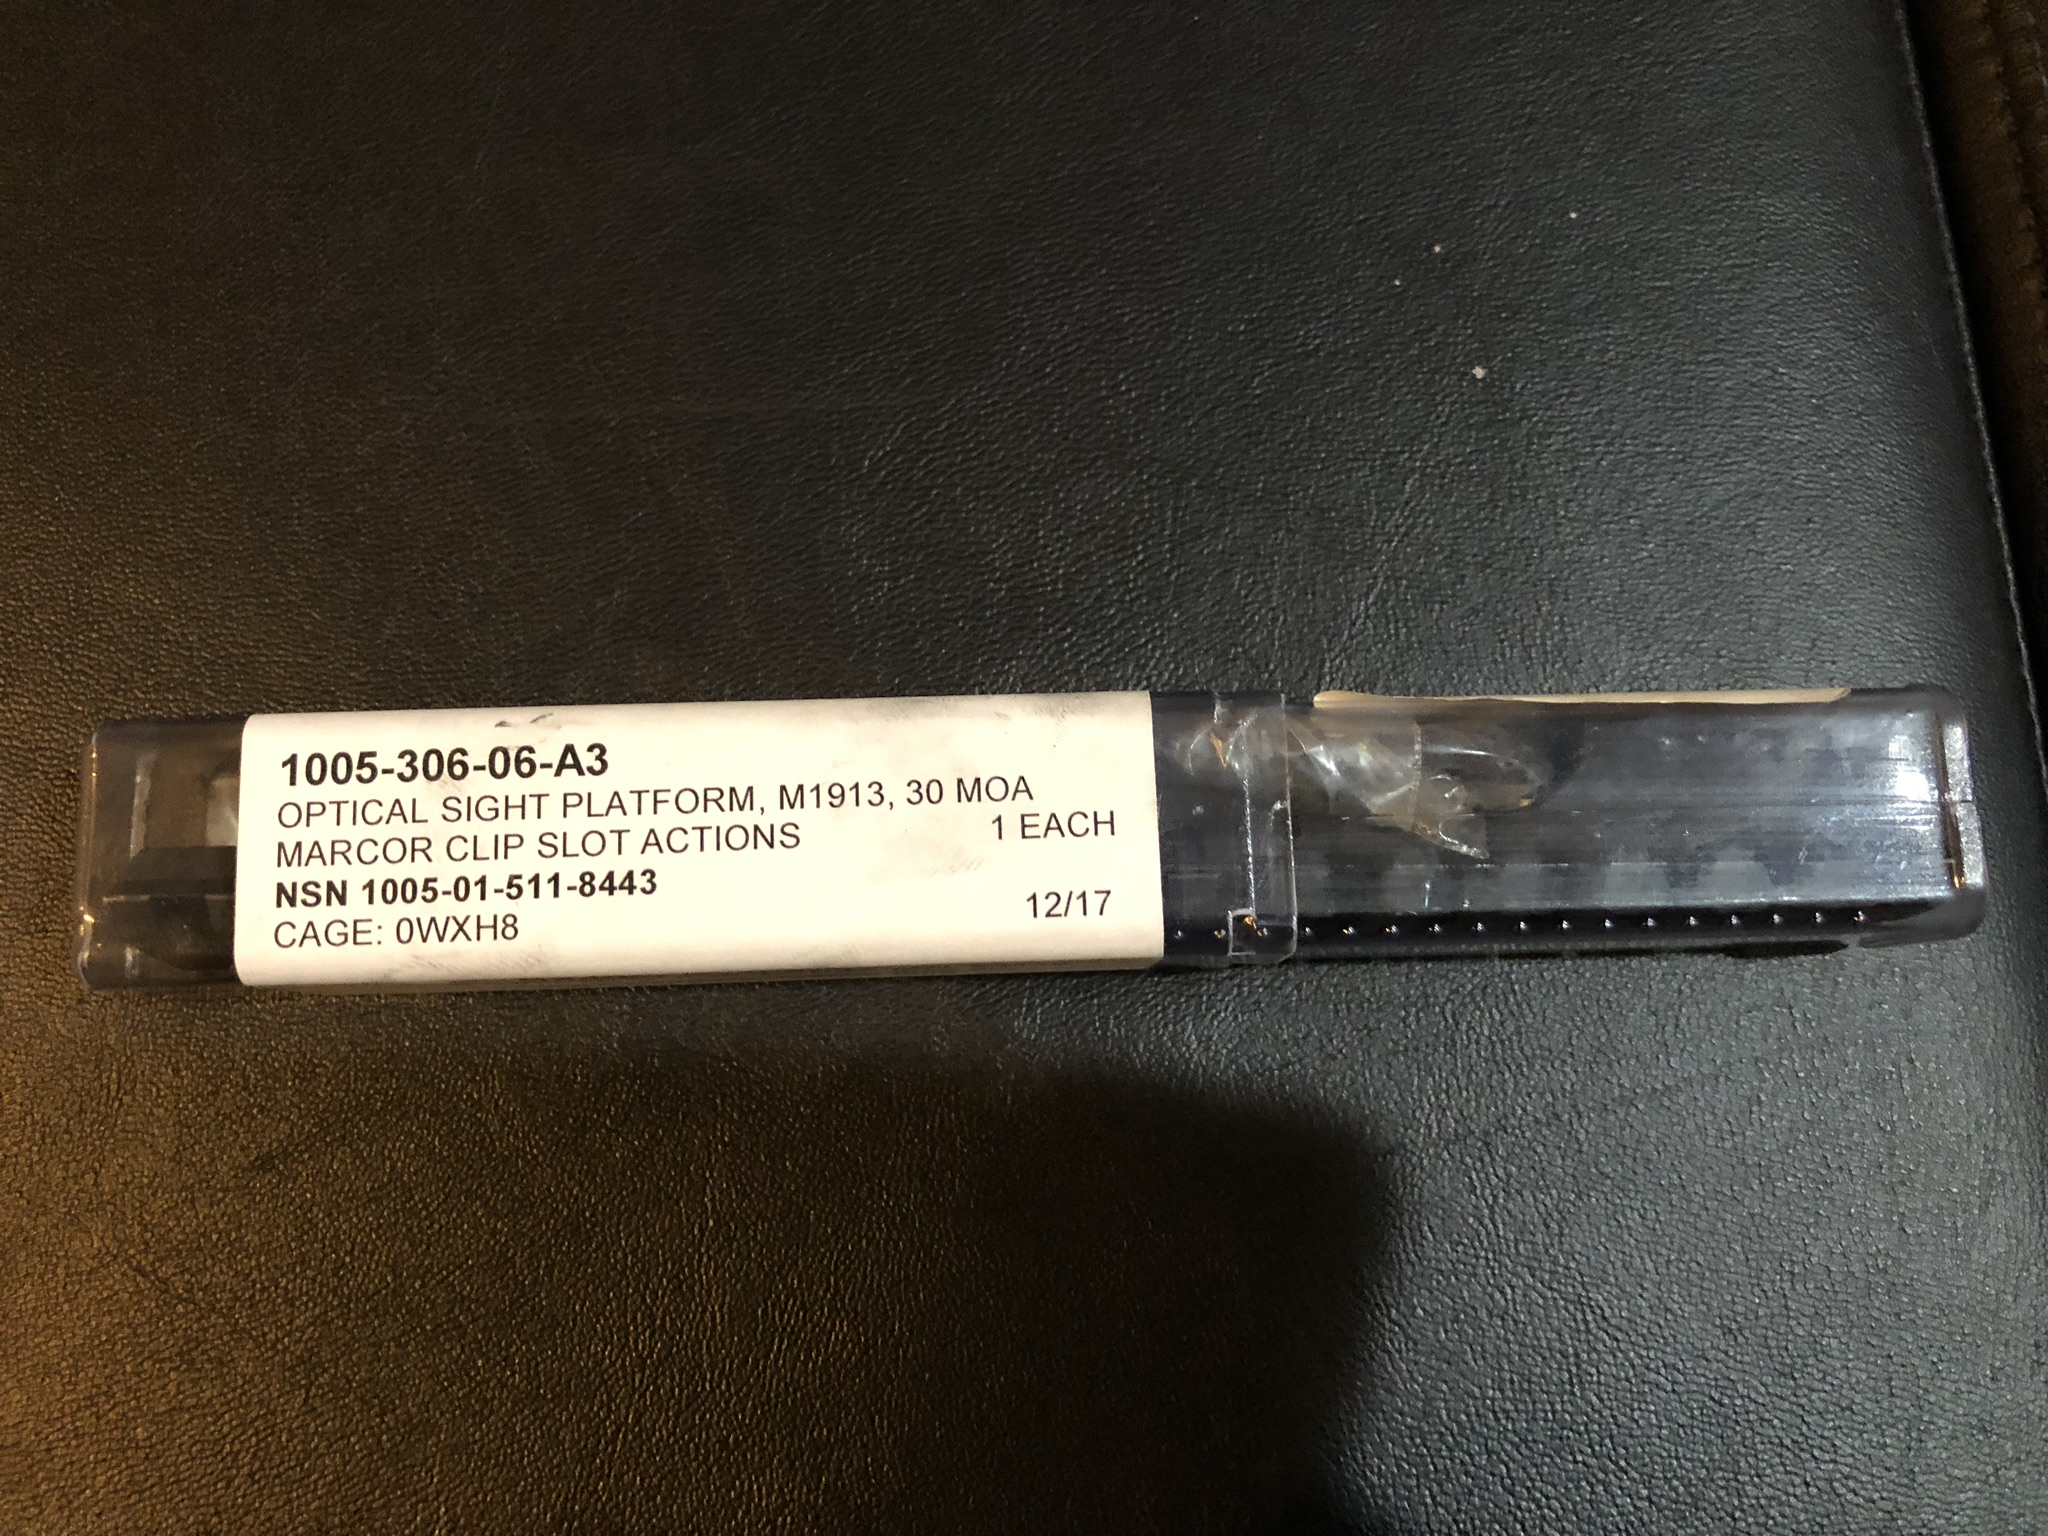 1005-306-06-A3
OPTICAL SIGHT PLATFORM, M1913, 30 MOA
MARCOR CLIP SLOT ACTIONS 1 EACH
NSN 1005-01-511-8443
CAGE: 0WXH8 12/17